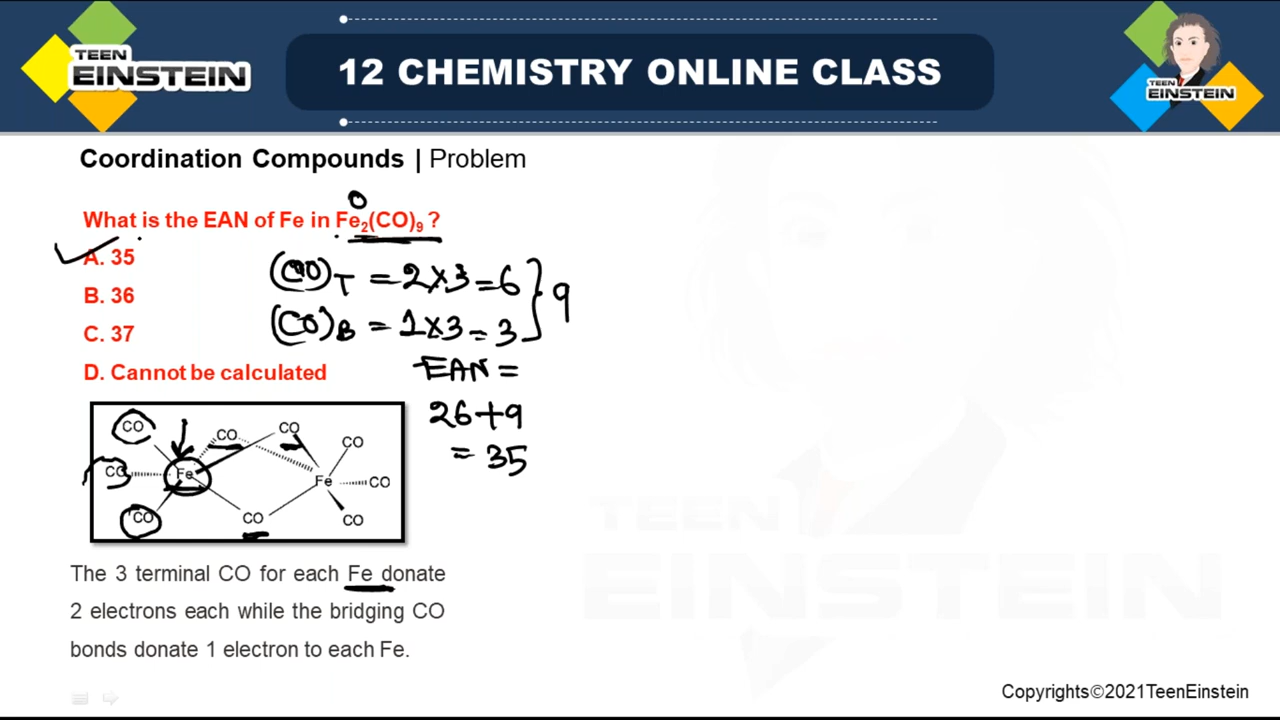 TEEN
EINSTEIN
12 CHEMISTRY ONLINE CLASS
TEEN
EINSTEIN
Coordination Compounds | Problem
0
What is the EAN of Fe in Fe₂(CO)₉ ?
A. 35
B. 36
C. 37
D. Cannot be calculated
(CO)T = 2×3 = 6
(CO)B = 1×3 = 3
9
EAN =
26+9
= 35
CO CO CO CO
CO Fe Fe CO
CO CO CO
The 3 terminal CO for each Fe donate
2 electrons each while the bridging CO
bonds donate 1 electron to each Fe.
TEEN
EINSTEIN
Copyrights©2021TeenEinstein